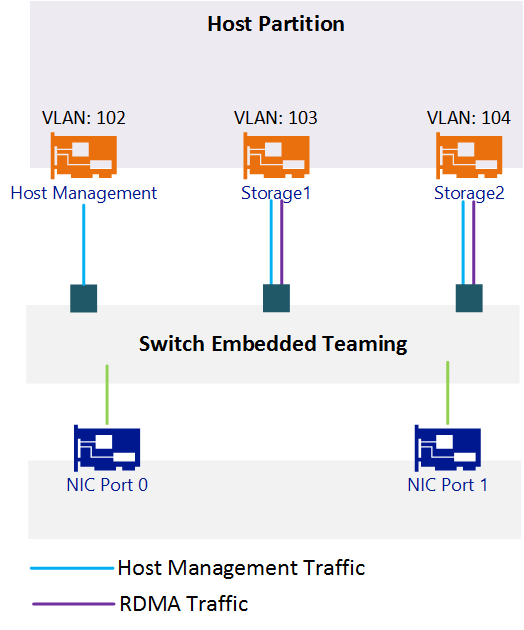 Host Partition
VLAN: 102
VLAN: 103
VLAN: 104
Host Management
Storage1
Storage2
Switch Embedded Teaming
NIC Port 0
NIC Port 1
Host Management Traffic
RDMA Traffic